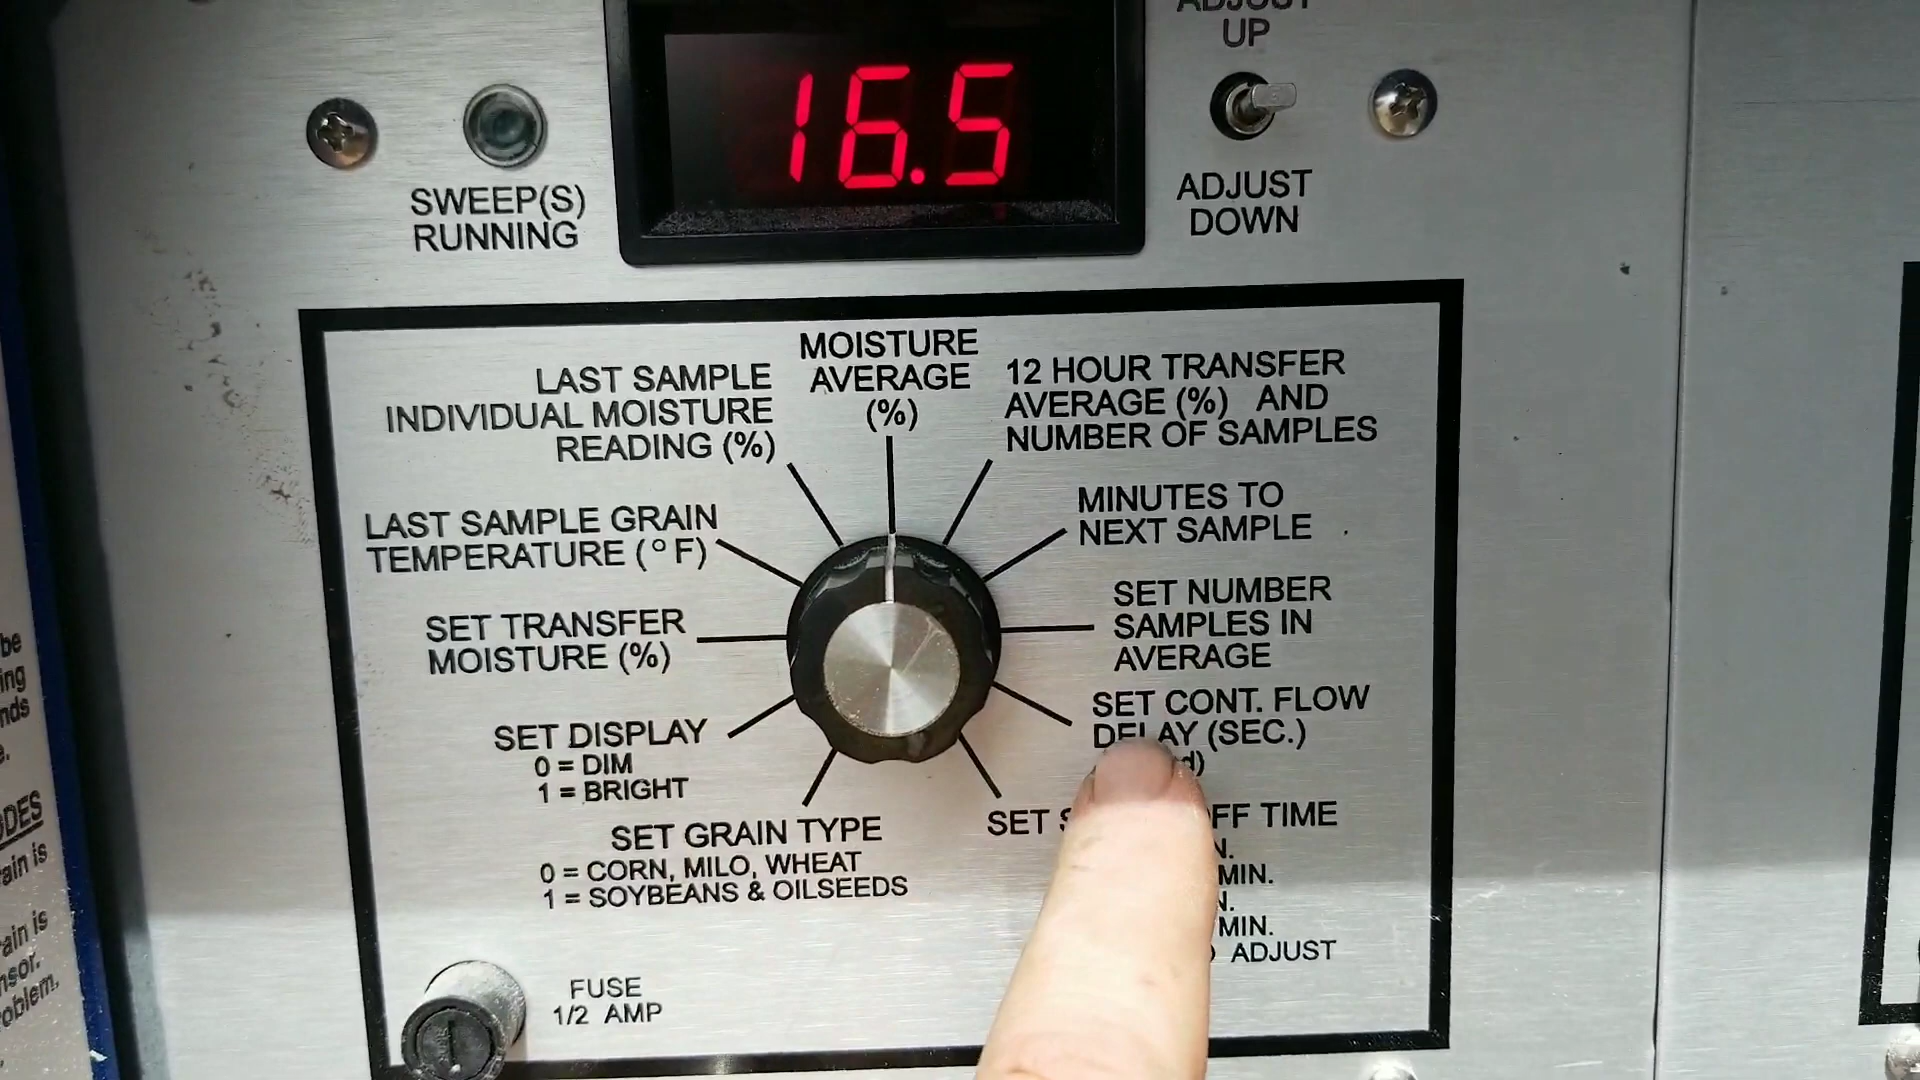 ADJUST
UP
16.5
SWEEP(S)
RUNNING
ADJUST
DOWN
MOISTURE
AVERAGE
(%)
LAST SAMPLE
INDIVIDUAL MOISTURE
READING (%)
12 HOUR TRANSFER
AVERAGE (%) AND
NUMBER OF SAMPLES
LAST SAMPLE GRAIN
TEMPERATURE (°F)
MINUTES TO
NEXT SAMPLE
SET TRANSFER
MOISTURE (%)
SET NUMBER
SAMPLES IN
AVERAGE
SET DISPLAY
0 = DIM
1 = BRIGHT
SET CONT. FLOW
DELAY (SEC.)
SET GRAIN TYPE
0 = CORN, MILO, WHEAT
1 = SOYBEANS & OILSEEDS
SET OFF TIME
MIN.
MIN.
ADJUST
FUSE
1/2 AMP
be